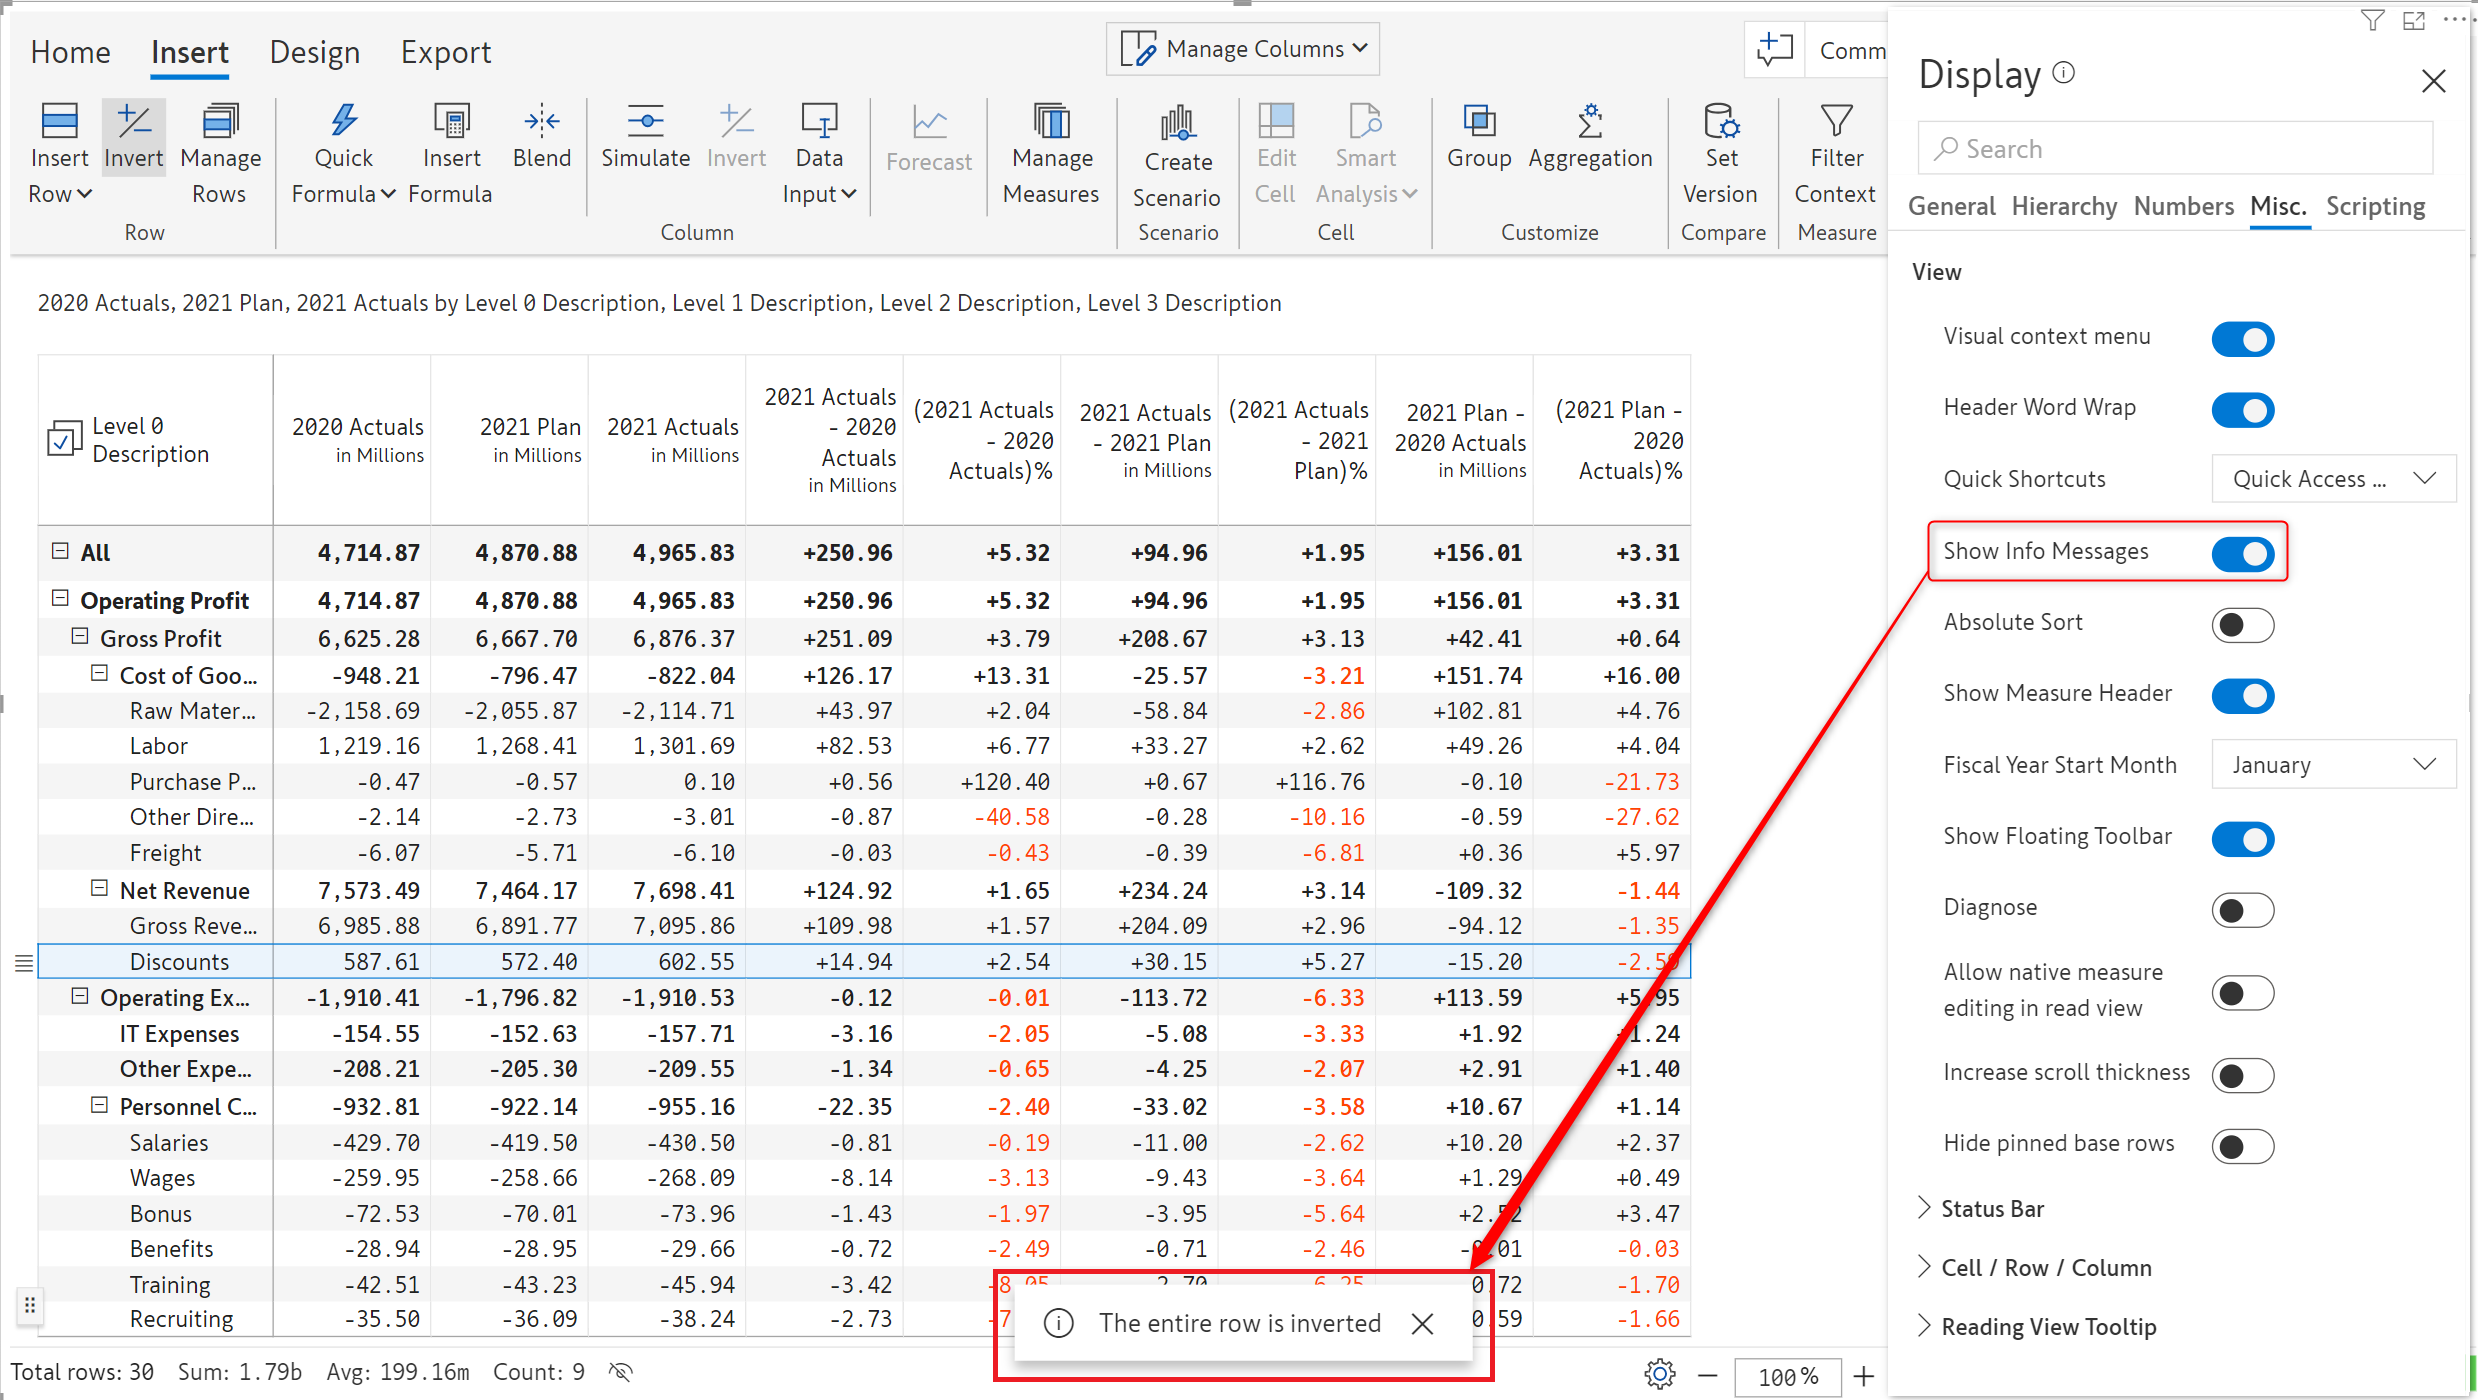 Home Insert Design Export
Manage Columns
Comm
Insert Row
Invert
Manage Rows
Row
Quick Formula
Insert Formula
Blend
Simulate
Invert
Data Input
Column
Forecast
Manage Measures
Create Scenario
Scenario
Edit Cell
Smart Analysis
Cell
Group
Aggregation
Customize
Set Version
Compare
Filter Context
Measure
2020 Actuals, 2021 Plan, 2021 Actuals by Level 0 Description, Level 1 Description, Level 2 Description, Level 3 Description
Level 0 Description
2020 Actuals in Millions
2021 Plan in Millions
2021 Actuals in Millions
2021 Actuals - 2020 Actuals in Millions
(2021 Actuals - 2020 Actuals)%
2021 Actuals - 2021 Plan in Millions
(2021 Actuals - 2021 Plan)%
2021 Plan - 2020 Actuals in Millions
(2021 Plan - 2020 Actuals)%
All 4,714.87 4,870.88 4,965.83 +250.96 +5.32 +94.96 +1.95 +156.01 +3.31
Operating Profit 4,714.87 4,870.88 4,965.83 +250.96 +5.32 +94.96 +1.95 +156.01 +3.31
Gross Profit 6,625.28 6,667.70 6,876.37 +251.09 +3.79 +208.67 +3.13 +42.41 +0.64
Cost of Goo... -948.21 -796.47 -822.04 +126.17 +13.31 -25.57 -3.21 +151.74 +16.00
Raw Mater... -2,158.69 -2,055.87 -2,114.71 +43.97 +2.04 -58.84 -2.86 +102.81 +4.76
Labor 1,219.16 1,268.41 1,301.69 +82.53 +6.77 +33.27 +2.62 +49.26 +4.04
Purchase P... -0.47 -0.57 0.10 +0.56 +120.40 +0.67 +116.76 -0.10 -21.73
Other Dire... -2.14 -2.73 -3.01 -0.87 -40.58 -0.28 -10.16 -0.59 -27.62
Freight -6.07 -5.71 -6.10 -0.03 -0.43 -0.39 -6.81 +0.36 +5.97
Net Revenue 7,573.49 7,464.17 7,698.41 +124.92 +1.65 +234.24 +3.14 -109.32 -1.44
Gross Reve... 6,985.88 6,891.77 7,095.86 +109.98 +1.57 +204.09 +2.96 -94.12 -1.35
Discounts 587.61 572.40 602.55 +14.94 +2.54 +30.15 +5.27 -15.20
Operating Ex... -1,910.41 -1,796.82 -1,910.53 -0.12 -0.01 -113.72 -6.33 +113.59 +5.95
IT Expenses -154.55 -152.63 -157.71 -3.16 -2.05 -5.08 -3.33 +1.92 1.24
Other Expe... -208.21 -205.30 -209.55 -1.34 -0.65 -4.25 -2.07 +2.91 +1.40
Personnel C... -932.81 -922.14 -955.16 -22.35 -2.40 -33.02 -3.58 +10.67 +1.14
Salaries -429.70 -419.50 -430.50 -0.81 -0.19 -11.00 -2.62 +10.20 +2.37
Wages -259.95 -258.66 -268.09 -8.14 -3.13 -9.43 -3.64 +1.29 +0.49
Bonus -72.53 -70.01 -73.96 -1.43 -1.97 -3.95 -5.64 +2.52 +3.47
Benefits -28.94 -28.95 -29.66 -0.72 -2.49 -0.71 -2.46 -0.01 -0.03
Training -42.51 -43.23 -45.94 -3.42 0.72 -1.70
Recruiting -35.50 -36.09 -38.24 -2.73 0.59 -1.66
The entire row is inverted
Total rows: 30 Sum: 1.79b Avg: 199.16m Count: 9
100%
Display
Search
General Hierarchy Numbers Misc. Scripting
View
Visual context menu
Header Word Wrap
Quick Shortcuts Quick Access ...
Show Info Messages
Absolute Sort
Show Measure Header
Fiscal Year Start Month January
Show Floating Toolbar
Diagnose
Allow native measure
editing in read view
Increase scroll thickness
Hide pinned base rows
Status Bar
Cell / Row / Column
Reading View Tooltip